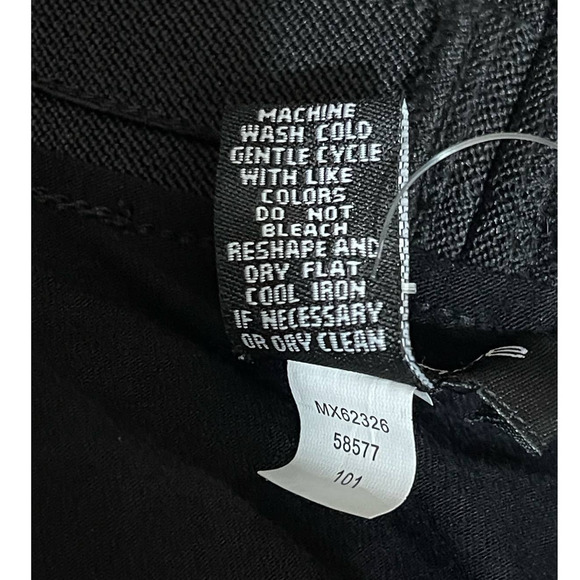 MACHINE
WASH COLD
GENTLE CYCLE
WITH LIKE
COLORS
DO NOT
BLEACH
RESHAPE AND
DRY FLAT
COOL IRON
IF NECESSARY
OR DRY CLEAN
MX62326
58577
101